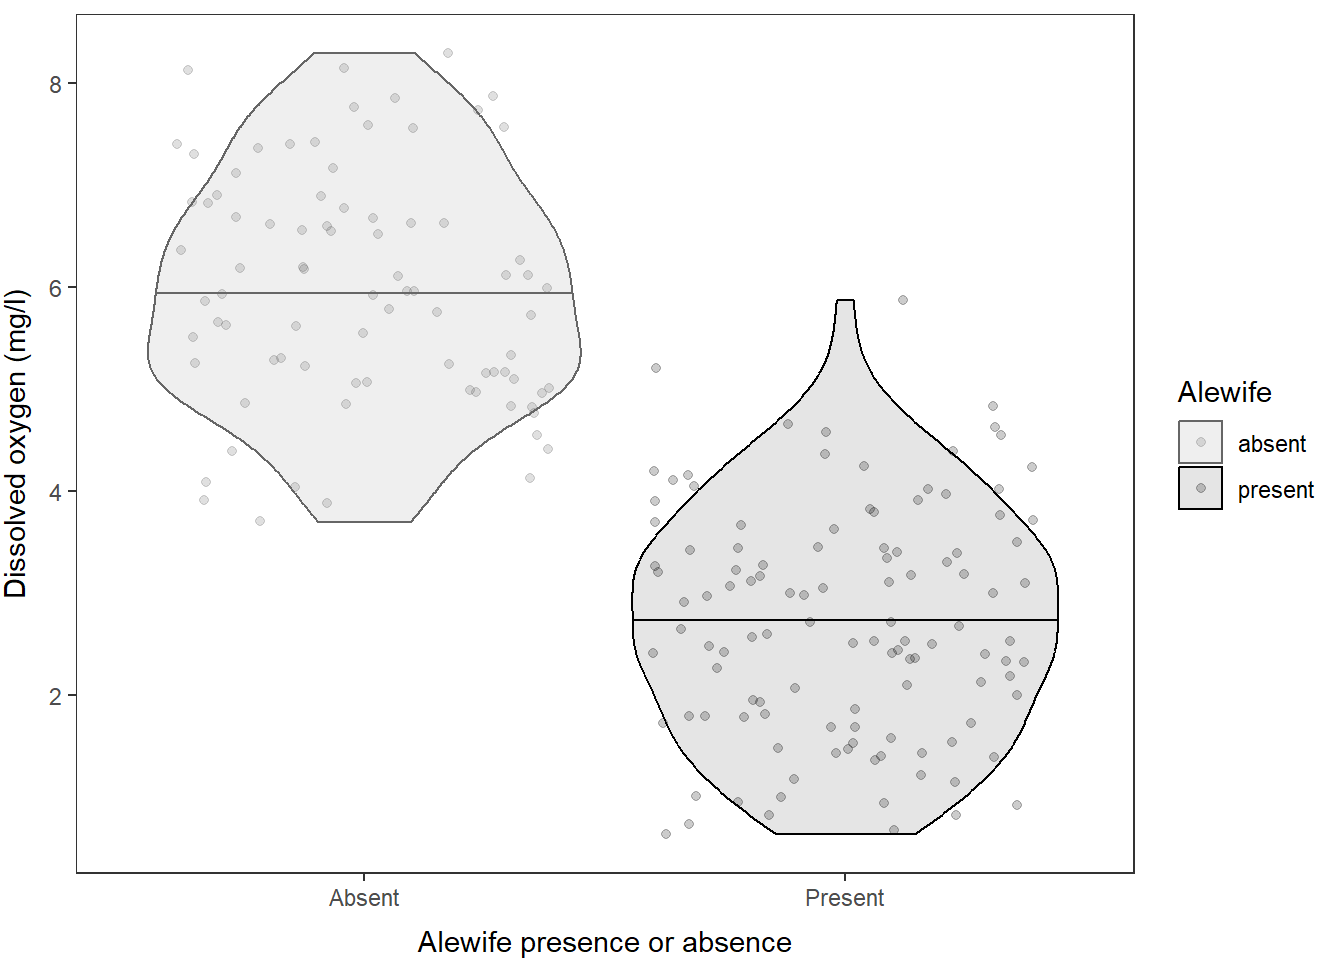 Dissolved oxygen (mg/l)
8
6
4
2
Absent
Present
Alewife presence or absence
Alewife
absent
present